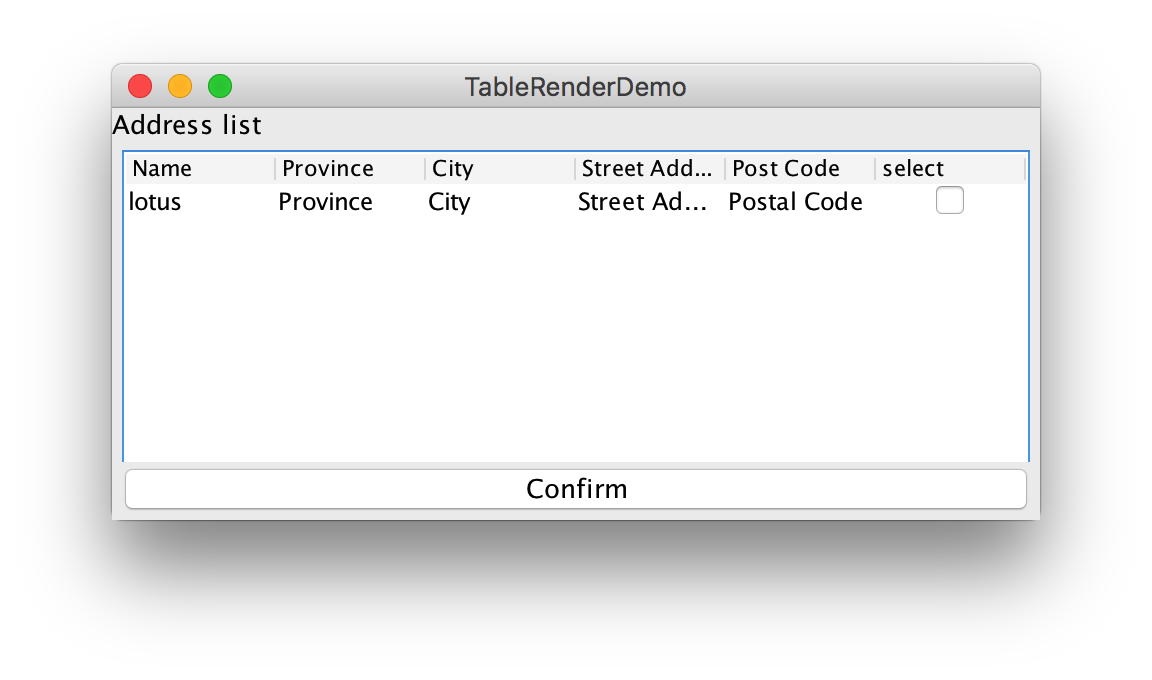 TableRenderDemo
Address list
Name Province City Street Add... Post Code select
lotus Province City Street Ad... Postal Code
Confirm